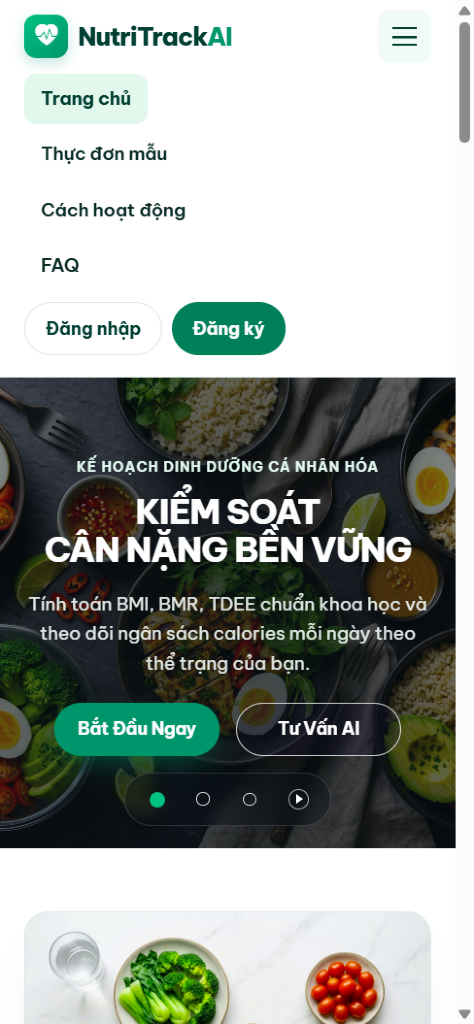 NutriTrackAI
Trang chủ
Thực đơn mẫu
Cách hoạt động
FAQ
Đăng nhập
Đăng ký
KẾ HOẠCH DINH DƯỠNG CÁ NHÂN HÓA
KIỂM SOÁT
CÂN NẶNG BỀN VỮNG
Tính toán BMI, BMR, TDEE chuẩn khoa học và
theo dõi ngân sách calories mỗi ngày theo
thể trạng của bạn.
Bắt Đầu Ngay
Tư Vấn AI